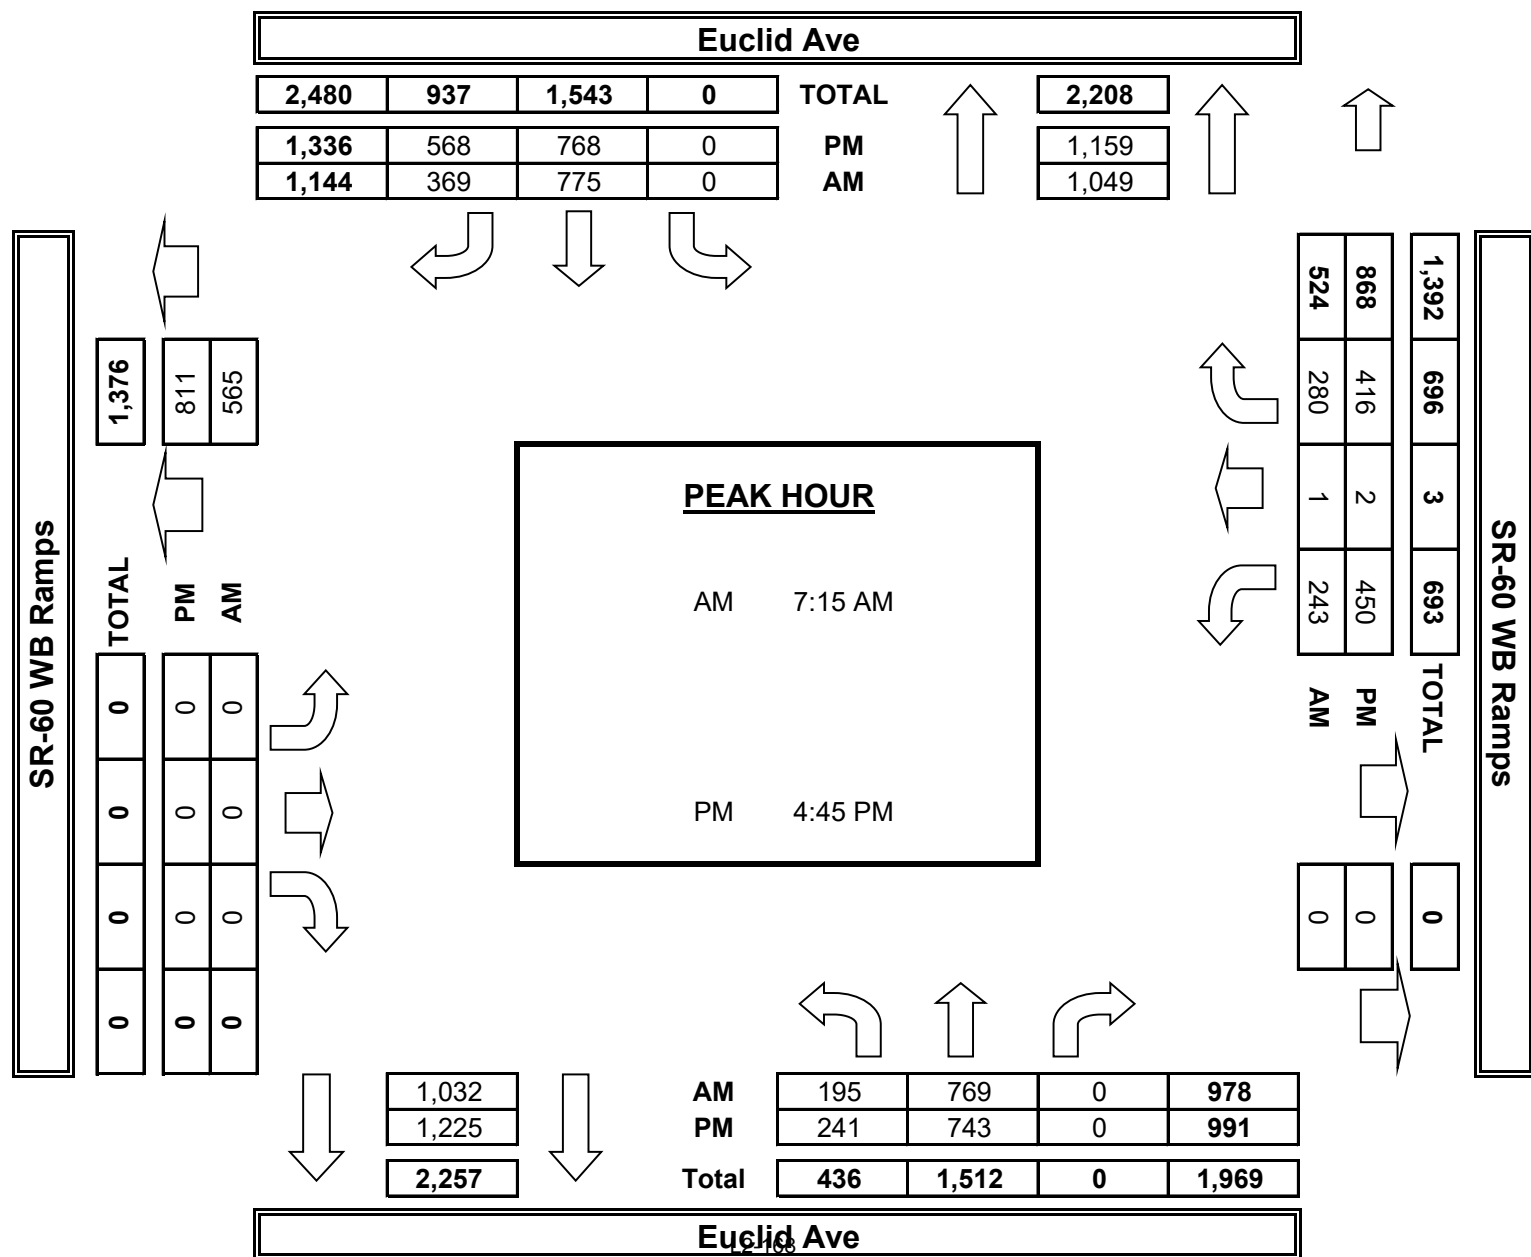 Euclid Ave
2,480 937 1,543 0 TOTAL 2,208
1,336 568 768 0 PM 1,159
1,144 369 775 0 AM 1,049
SR-60 WB Ramps
1,376
811
565
TOTAL
PM
AM
0 0 0
0 0 0
0 0 0
0 0 0
PEAK HOUR
AM 7:15 AM
PM 4:45 PM
524 868 1,392
280 416 696
1 2 3
243 450 693
AM PM TOTAL
0 0 0
SR-60 WB Ramps
1,032 AM 195 769 0 978
1,225 PM 241 743 0 991
2,257 Total 436 1,512 0 1,969
Euclid Ave
L2-168